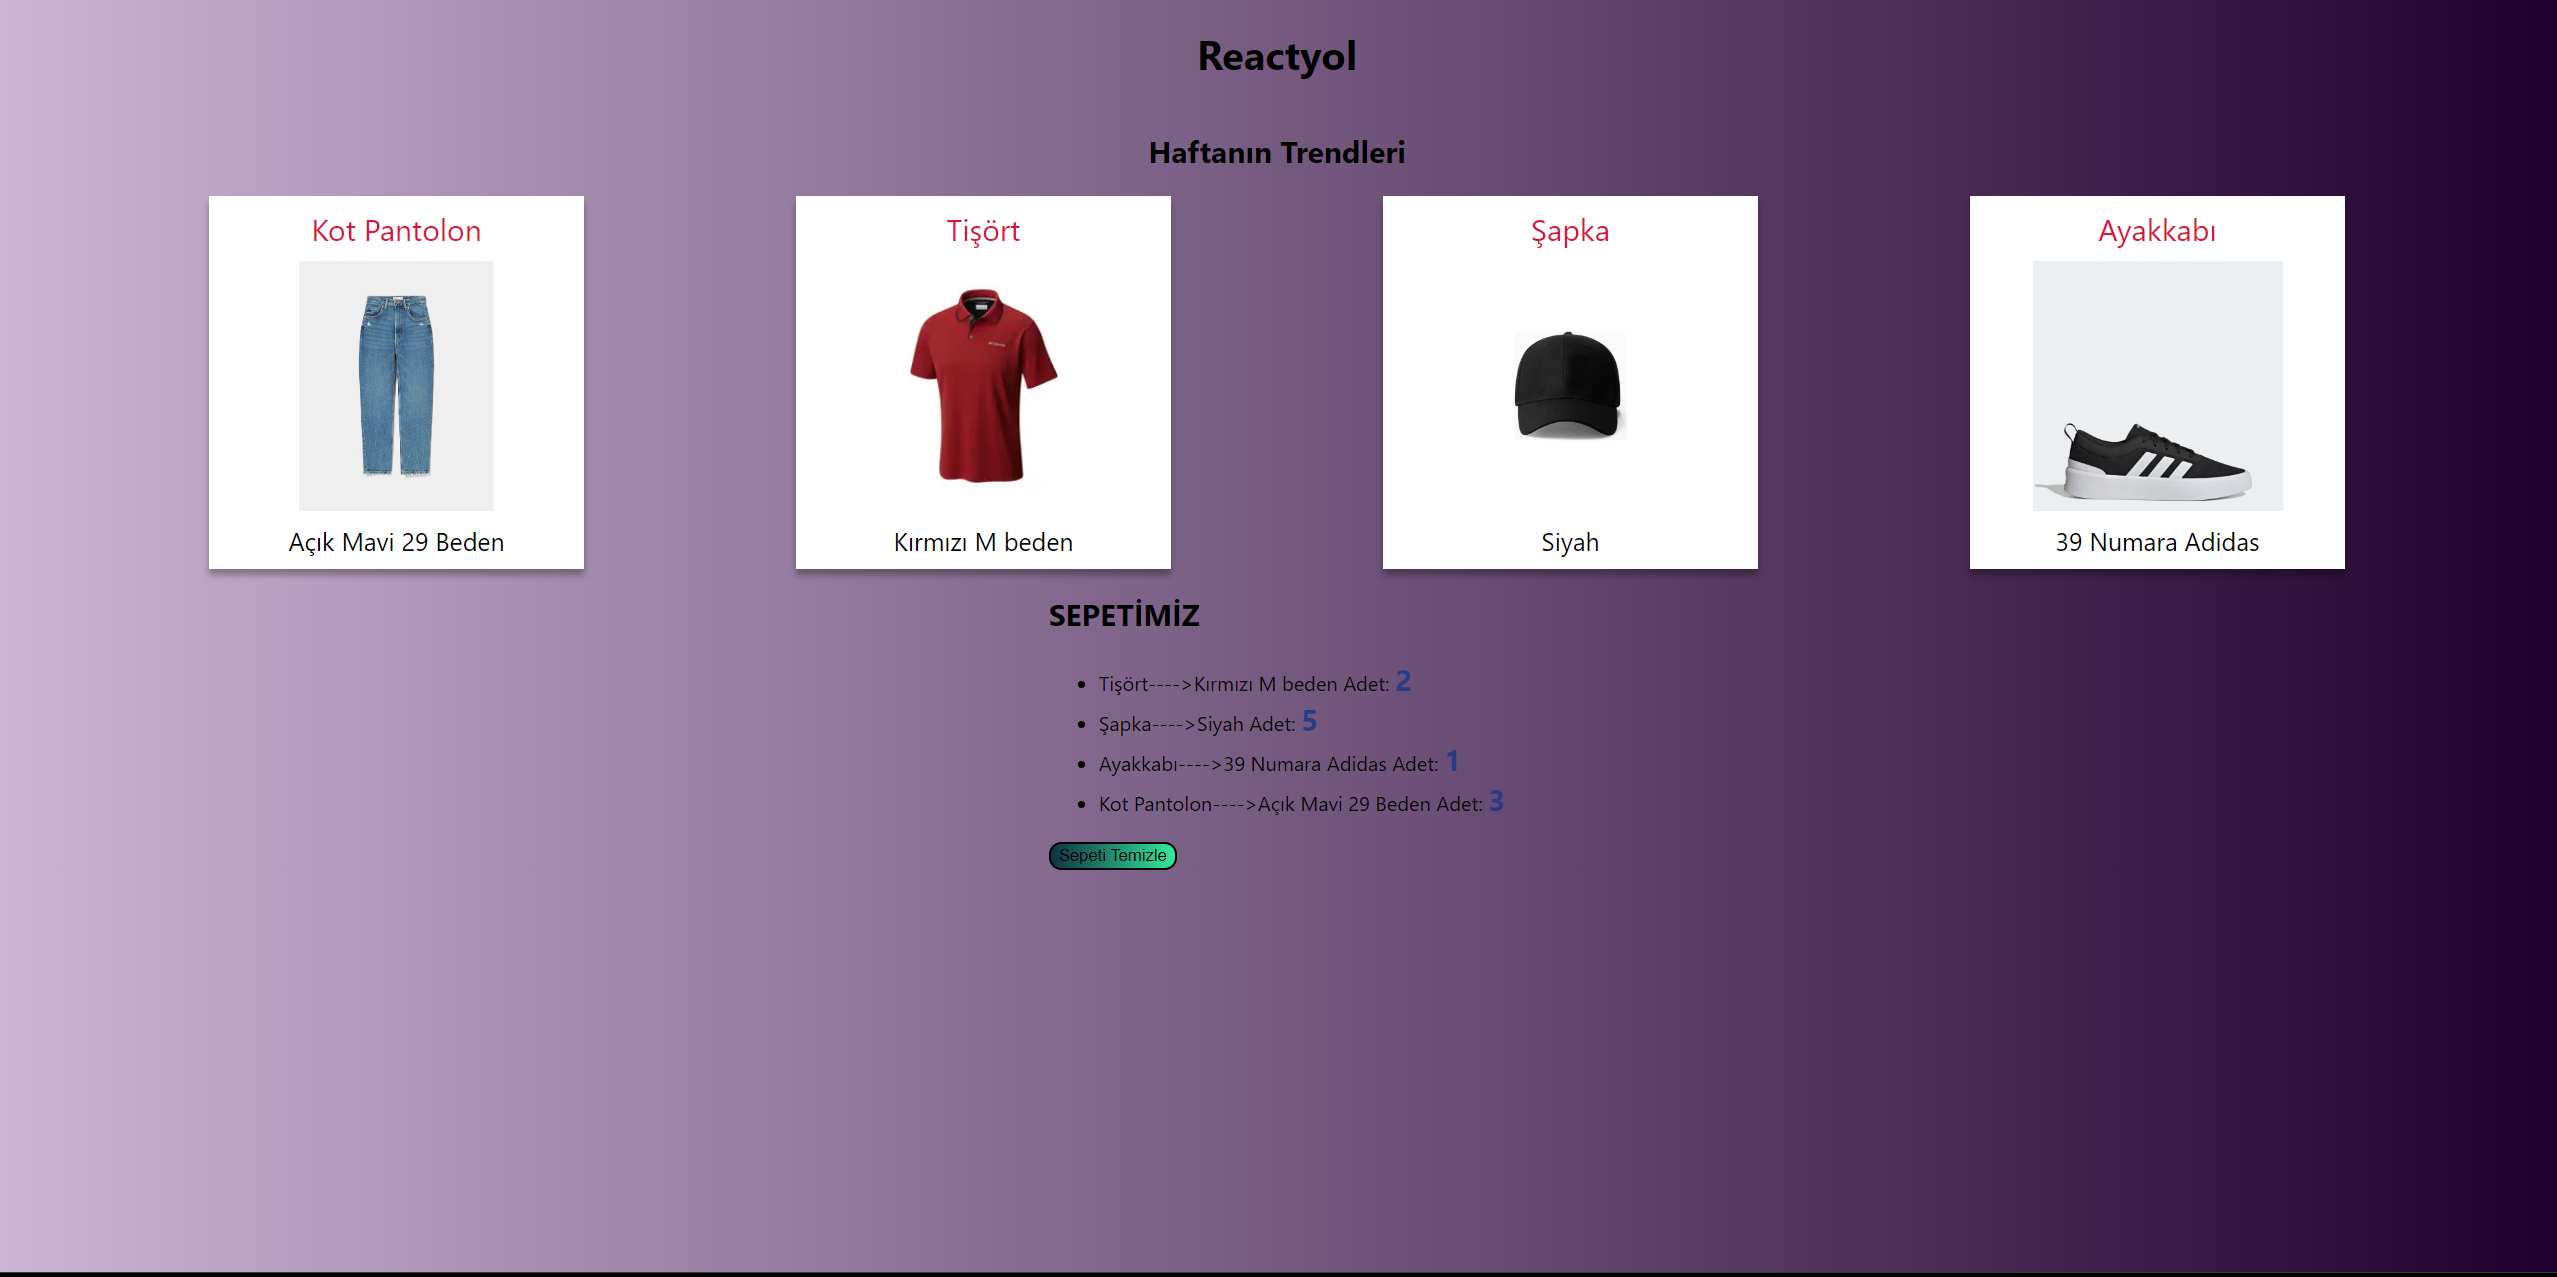 Reactyol
Haftanın Trendleri
Kot Pantolon
Açık Mavi 29 Beden
Tişört
Kırmızı M beden
Şapka
Siyah
Ayakkabı
39 Numara Adidas
SEPETİMİZ
Tişört---->Kırmızı M beden Adet: 2
Şapka---->Siyah Adet: 5
Ayakkabı---->39 Numara Adidas Adet: 1
Kot Pantolon---->Açık Mavi 29 Beden Adet: 3
Sepeti Temizle